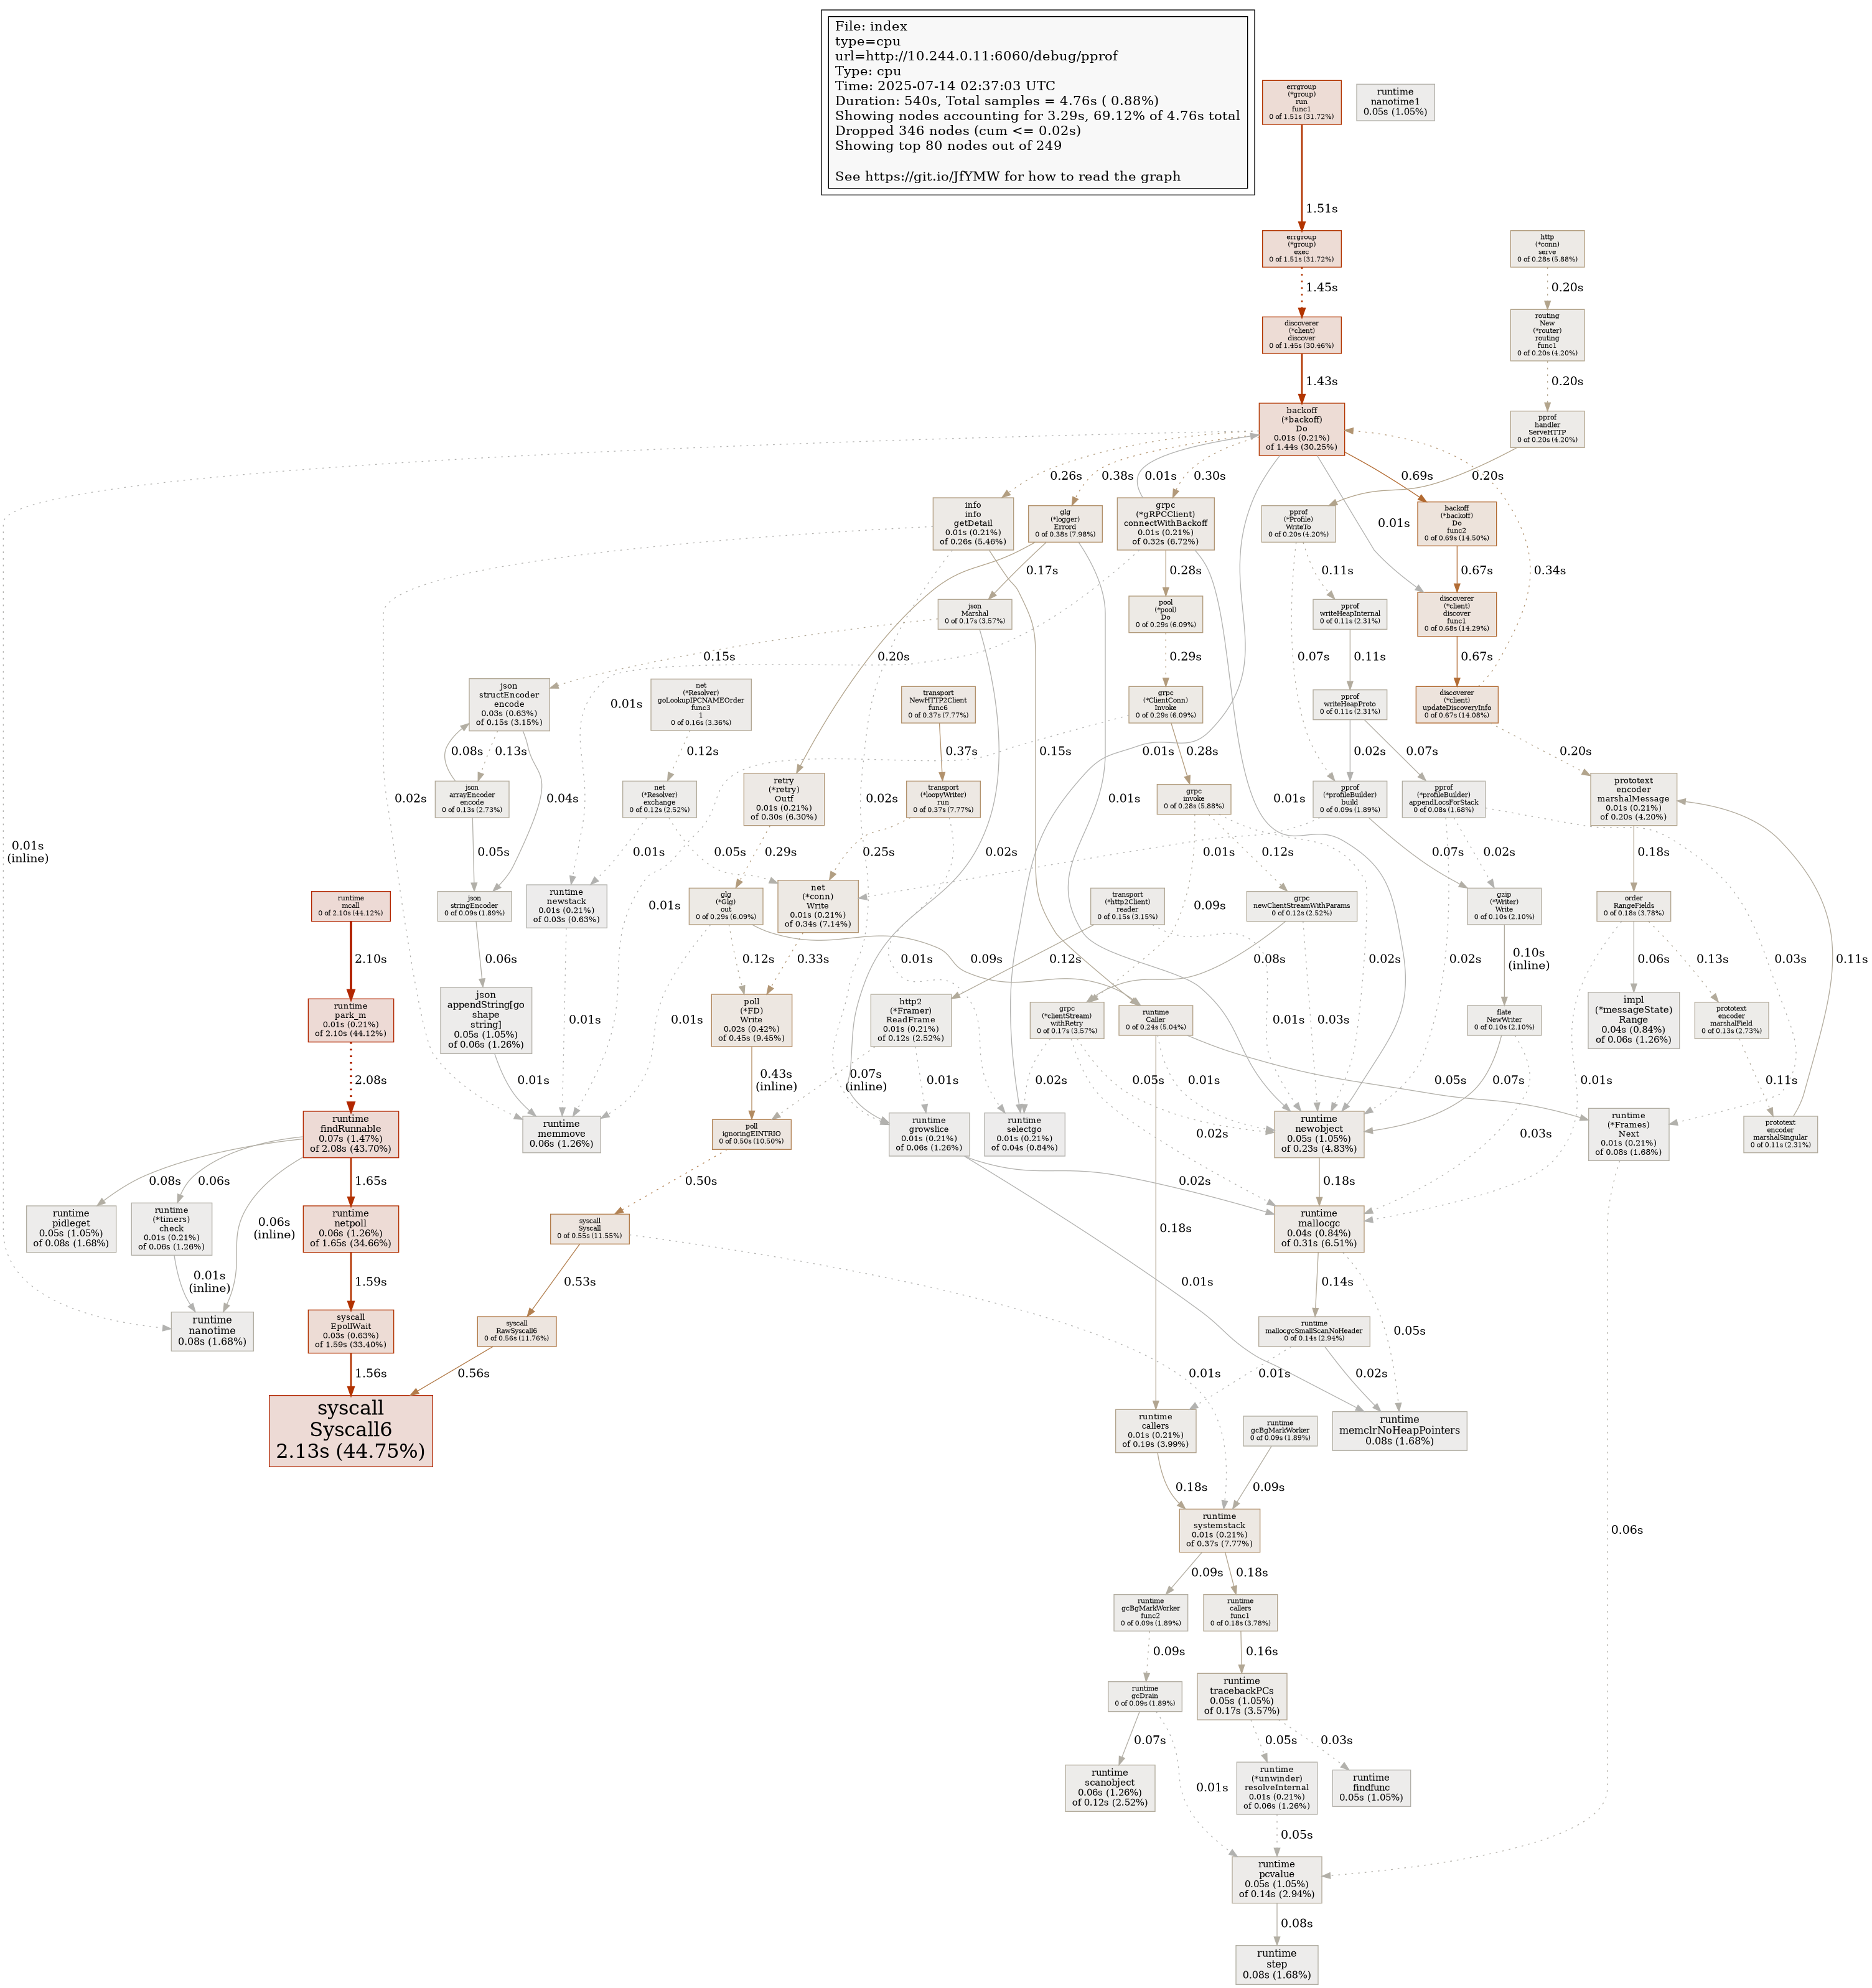 File: index
type=cpu
url=http://10.244.0.11:6060/debug/pprof
Type: cpu
Time: 2025-07-14 02:37:03 UTC
Duration: 540s, Total samples = 4.76s ( 0.88%)
Showing nodes accounting for 3.29s, 69.12% of 4.76s total
Dropped 346 nodes (cum <= 0.02s)
Showing top 80 nodes out of 249
See https://git.io/JfYMW for how to read the graph
errgroup
(*group)
run
func1
0 of 1.51s (31.72%)
runtime
nanotime1
0.05s (1.05%)
1.51s
errgroup
(*group)
exec
0 of 1.51s (31.72%)
http
(*conn)
serve
0 of 0.28s (5.88%)
1.45s
0.20s
discoverer
(*client)
discover
0 of 1.45s (30.46%)
routing
New
(*router)
routing
func1
0 of 0.20s (4.20%)
1.43s
0.20s
backoff
(*backoff)
Do
0.01s (0.21%)
of 1.44s (30.25%)
pprof
handler
ServeHTTP
0 of 0.20s (4.20%)
0.26s
0.38s
0.01s
0.30s
0.69s
0.20s
info
info
getDetail
0.01s (0.21%)
of 0.26s (5.46%)
glg
(*logger)
Errord
0 of 0.38s (7.98%)
grpc
(*gRPCClient)
connectWithBackoff
0.01s (0.21%)
of 0.32s (6.72%)
pprof
(*Profile)
WriteTo
0 of 0.20s (4.20%)
0.01s
backoff
(*backoff)
Do
func2
0 of 0.69s (14.50%)
0.17s
0.28s
0.11s
0.67s
0.34s
json
Marshal
0 of 0.17s (3.57%)
pool
(*pool)
Do
0 of 0.29s (6.09%)
pprof
writeHeapInternal
0 of 0.11s (2.31%)
discoverer
(*client)
discover
func1
0 of 0.68s (14.29%)
0.15s
0.20s
0.29s
0.07s
0.11s
0.67s
json
structEncoder
encode
0.03s (0.63%)
of 0.15s (3.15%)
net
(*Resolver)
goLookupIPCNAMEOrder
func3
1
0 of 0.16s (3.36%)
0.01s
transport
NewHTTP2Client
func6
0 of 0.37s (7.77%)
grpc
(*ClientConn)
Invoke
0 of 0.29s (6.09%)
pprof
writeHeapProto
0 of 0.11s (2.31%)
discoverer
(*client)
updateDiscoveryInfo
0 of 0.67s (14.08%)
0.08s
0.13s
0.12s
0.37s
0.15s
0.01s
0.28s
0.02s
0.07s
0.20s
0.02s
json
arrayEncoder
encode
0 of 0.13s (2.73%)
0.04s
net
(*Resolver)
exchange
0 of 0.12s (2.52%)
retry
(*retry)
Outf
0.01s (0.21%)
of 0.30s (6.30%)
0.02s
transport
(*loopyWriter)
run
0 of 0.37s (7.77%)
0.01s
grpc
invoke
0 of 0.28s (5.88%)
0.01s
pprof
(*profileBuilder)
build
0 of 0.09s (1.89%)
pprof
(*profileBuilder)
appendLocsForStack
0 of 0.08s (1.68%)
prototext
encoder
marshalMessage
0.01s (0.21%)
of 0.20s (4.20%)
0.01s
(inline)
0.05s
0.01s
0.05s
0.29s
0.25s
0.02s
0.01s
0.12s
0.07s
0.02s
0.18s
runtime
mcall
0 of 2.10s (44.12%)
json
stringEncoder
0 of 0.09s (1.89%)
runtime
newstack
0.01s (0.21%)
of 0.03s (0.63%)
0.01s
glg
(*Glg)
out
0 of 0.29s (6.09%)
net
(*conn)
Write
0.01s (0.21%)
of 0.34s (7.14%)
transport
(*http2Client)
reader
0 of 0.15s (3.15%)
0.09s
grpc
newClientStreamWithParams
0 of 0.12s (2.52%)
gzip
(*Writer)
Write
0 of 0.10s (2.10%)
order
RangeFields
0 of 0.18s (3.78%)
2.10s
0.06s
0.12s
0.33s
0.01s
0.09s
0.12s
0.08s
0.02s
0.02s
0.10s
(inline)
0.06s
0.13s
0.03s
0.11s
runtime
park_m
0.01s (0.21%)
of 2.10s (44.12%)
json
appendString[go
shape
string]
0.05s (1.05%)
of 0.06s (1.26%)
0.01s
0.01s
poll
(*FD)
Write
0.02s (0.42%)
of 0.45s (9.45%)
http2
(*Framer)
ReadFrame
0.01s (0.21%)
of 0.12s (2.52%)
grpc
(*clientStream)
withRetry
0 of 0.17s (3.57%)
runtime
Caller
0 of 0.24s (5.04%)
0.01s
0.03s
flate
NewWriter
0 of 0.10s (2.10%)
impl
(*messageState)
Range
0.04s (0.84%)
of 0.06s (1.26%)
prototext
encoder
marshalField
0 of 0.13s (2.73%)
2.08s
0.01s
0.43s
(inline)
0.07s
(inline)
0.01s
0.02s
0.05s
0.01s
0.05s
0.07s
0.01s
0.11s
runtime
findRunnable
0.07s (1.47%)
of 2.08s (43.70%)
runtime
memmove
0.06s (1.26%)
poll
ignoringEINTRIO
0 of 0.50s (10.50%)
runtime
growslice
0.01s (0.21%)
of 0.06s (1.26%)
runtime
selectgo
0.01s (0.21%)
of 0.04s (0.84%)
0.02s
runtime
newobject
0.05s (1.05%)
of 0.23s (4.83%)
0.03s
runtime
(*Frames)
Next
0.01s (0.21%)
of 0.08s (1.68%)
prototext
encoder
marshalSingular
0 of 0.11s (2.31%)
0.08s
0.06s
1.65s
0.50s
0.02s
0.18s
runtime
pidleget
0.05s (1.05%)
of 0.08s (1.68%)
runtime
(*timers)
check
0.01s (0.21%)
of 0.06s (1.26%)
0.06s
(inline)
runtime
netpoll
0.06s (1.26%)
of 1.65s (34.66%)
syscall
Syscall
0 of 0.55s (11.55%)
0.18s
runtime
mallocgc
0.04s (0.84%)
of 0.31s (6.51%)
0.01s
(inline)
1.59s
0.53s
0.01s
0.14s
runtime
nanotime
0.08s (1.68%)
syscall
EpollWait
0.03s (0.63%)
of 1.59s (33.40%)
syscall
RawSyscall6
0 of 0.56s (11.76%)
runtime
mallocgcSmallScanNoHeader
0 of 0.14s (2.94%)
0.05s
1.56s
0.56s
0.01s
0.01s
0.02s
syscall
Syscall6
2.13s (44.75%)
runtime
callers
0.01s (0.21%)
of 0.19s (3.99%)
runtime
gcBgMarkWorker
0 of 0.09s (1.89%)
runtime
memclrNoHeapPointers
0.08s (1.68%)
0.18s
0.09s
runtime
systemstack
0.01s (0.21%)
of 0.37s (7.77%)
0.06s
0.09s
0.18s
runtime
gcBgMarkWorker
func2
0 of 0.09s (1.89%)
runtime
callers
func1
0 of 0.18s (3.78%)
0.09s
0.16s
runtime
gcDrain
0 of 0.09s (1.89%)
runtime
tracebackPCs
0.05s (1.05%)
of 0.17s (3.57%)
0.07s
0.05s
0.03s
runtime
scanobject
0.06s (1.26%)
of 0.12s (2.52%)
0.01s
runtime
(*unwinder)
resolveInternal
0.01s (0.21%)
of 0.06s (1.26%)
runtime
findfunc
0.05s (1.05%)
0.05s
runtime
pcvalue
0.05s (1.05%)
of 0.14s (2.94%)
0.08s
runtime
step
0.08s (1.68%)